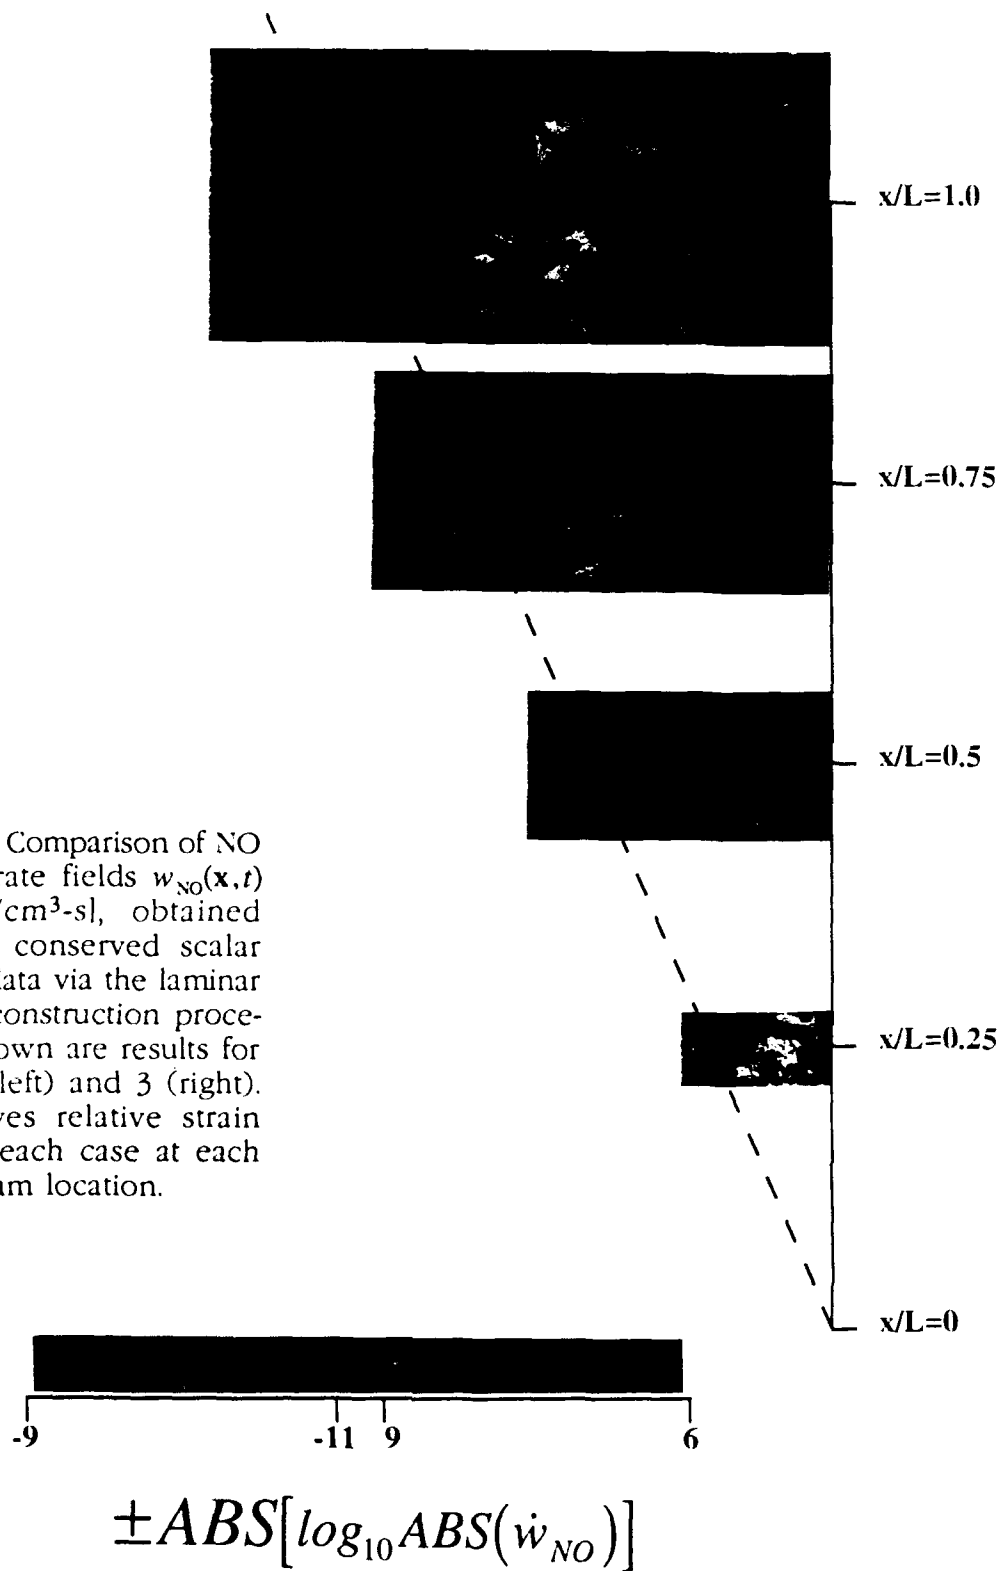 x/L=1.0
x/L=0.75
x/L=0.5
Comparison of NO
rate fields w_NO(x,t)
/cm³-s], obtained
conserved scalar
ata via the laminar
construction proce-
own are results for
left) and 3 (right).
ves relative strain
each case at each
am location.
x/L=0.25
x/L=0
-9 -11 9 6
±ABS[log₁₀ABS(ẇ_NO)]